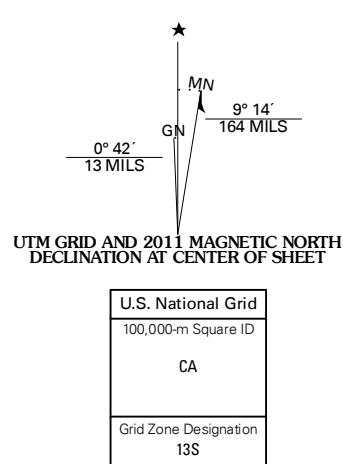 MN
9° 14´
164 MILS
GN
0° 42´
13 MILS
UTM GRID AND 2011 MAGNETIC NORTH
DECLINATION AT CENTER OF SHEET
U.S. National Grid
100,000-m Square ID
CA
Grid Zone Designation
13S